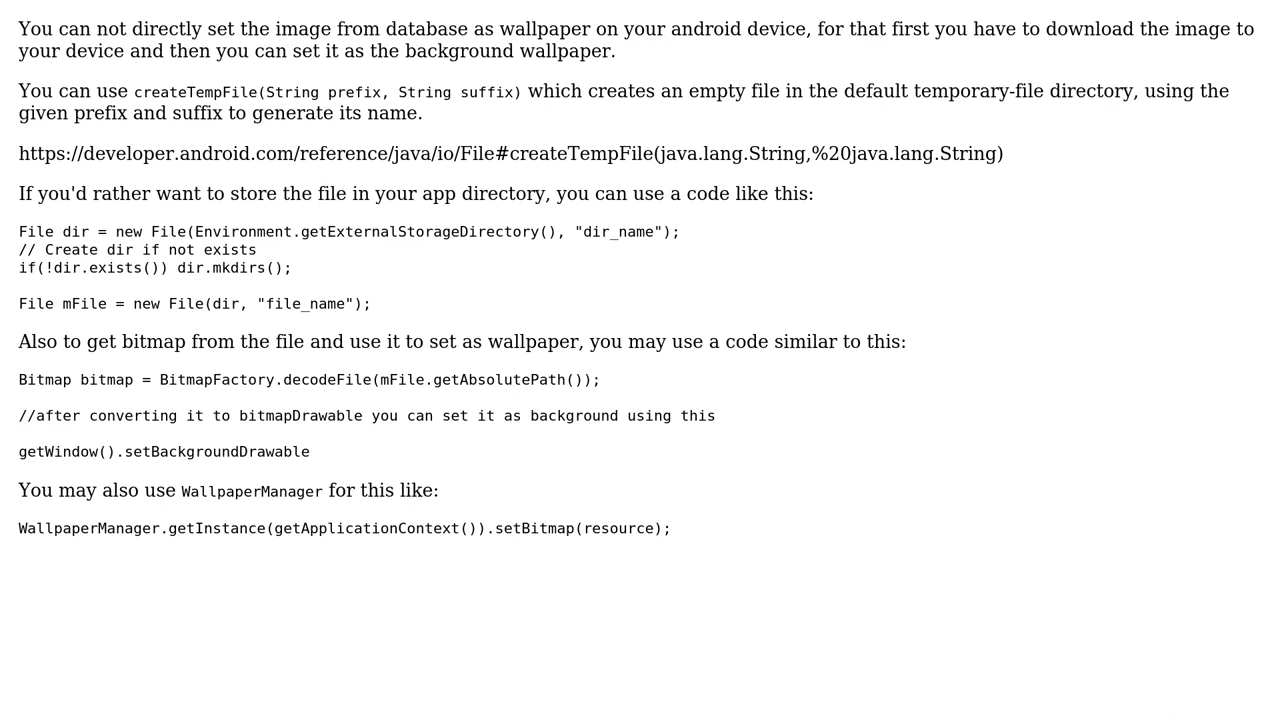 You can not directly set the image from database as wallpaper on your android device, for that first you have to download the image to
your device and then you can set it as the background wallpaper.
You can use createTempFile(String prefix, String suffix) which creates an empty file in the default temporary-file directory, using the
given prefix and suffix to generate its name.
https://developer.android.com/reference/java/io/File#createTempFile(java.lang.String,%20java.lang.String)
If you'd rather want to store the file in your app directory, you can use a code like this:
File dir = new File(Environment.getExternalStorageDirectory(), "dir_name");
// Create dir if not exists
if(!dir.exists()) dir.mkdirs();
File mFile = new File(dir, "file_name");
Also to get bitmap from the file and use it to set as wallpaper, you may use a code similar to this:
Bitmap bitmap = BitmapFactory.decodeFile(mFile.getAbsolutePath());
//after converting it to bitmapDrawable you can set it as background using this
getWindow().setBackgroundDrawable
You may also use WallpaperManager for this like:
WallpaperManager.getInstance(getApplicationContext()).setBitmap(resource);